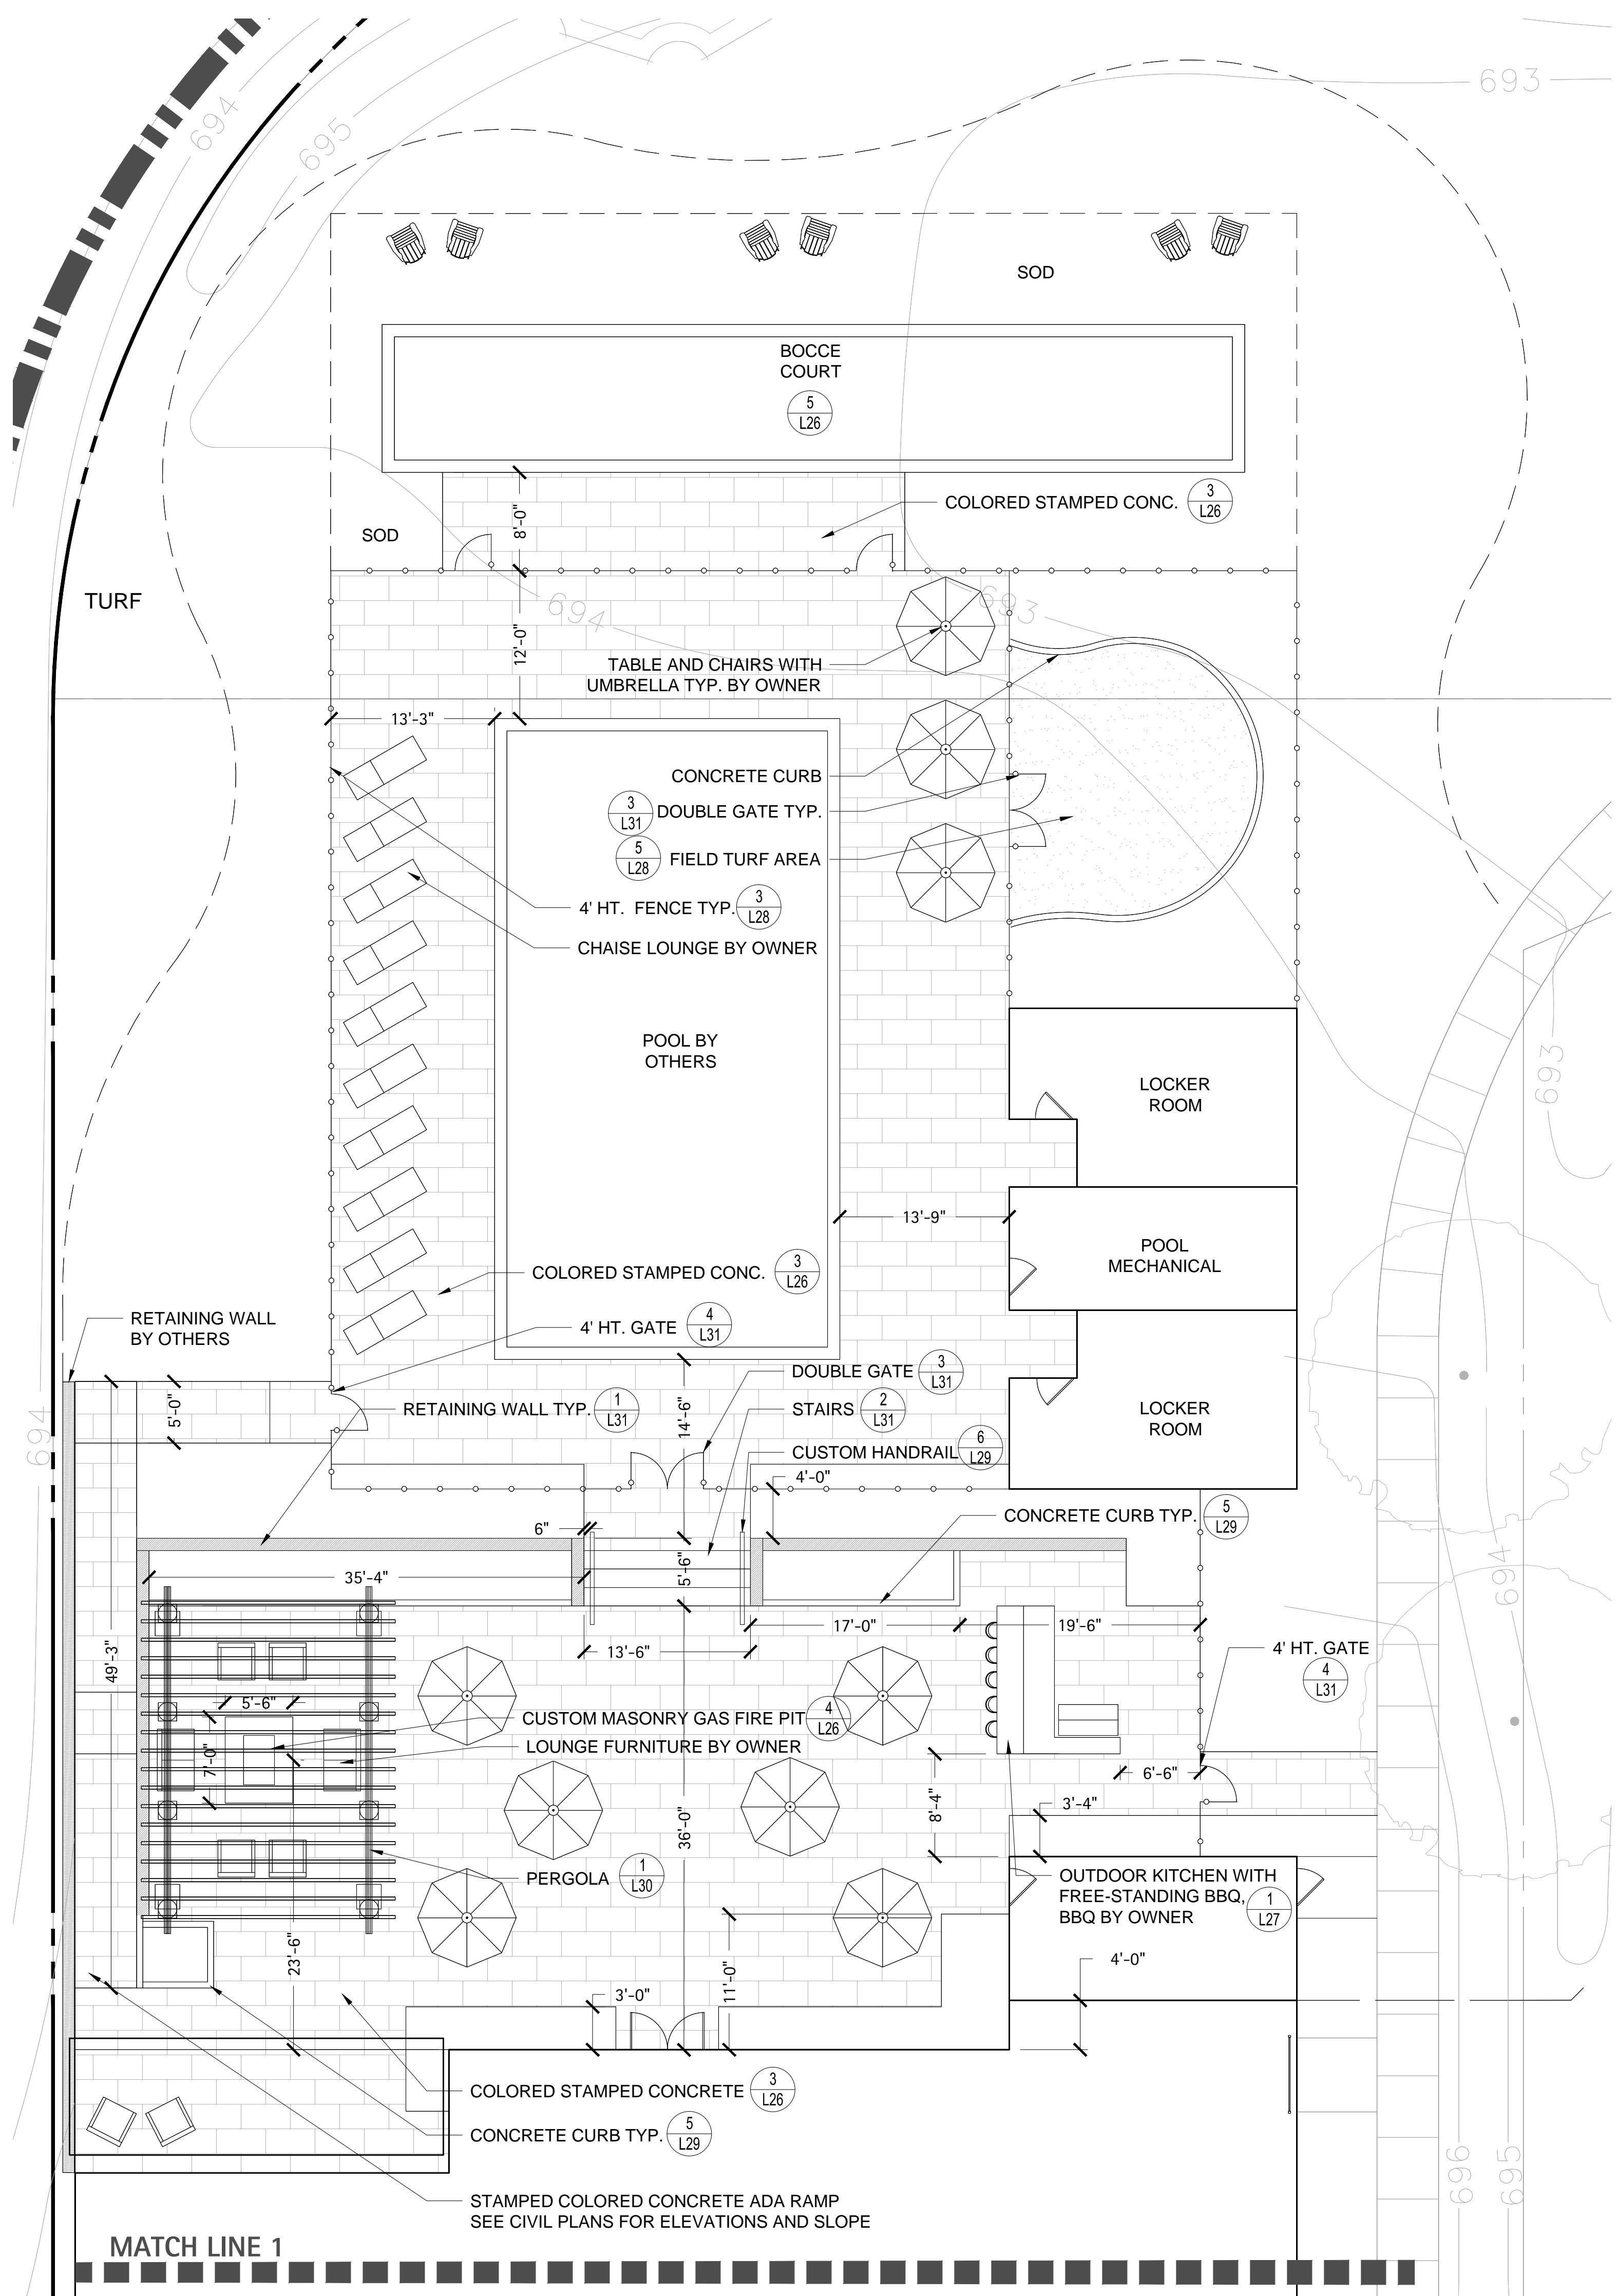 693
694
695
SOD
BOCCE
COURT
5
L26
COLORED STAMPED CONC.
3
L26
8'-0"
SOD
TURF
694
693
12'-0"
TABLE AND CHAIRS WITH
UMBRELLA TYP. BY OWNER
13'-3"
CONCRETE CURB
3
L31
DOUBLE GATE TYP.
5
L28
FIELD TURF AREA
4' HT. FENCE TYP.
3
L28
CHAISE LOUNGE BY OWNER
POOL BY
OTHERS
LOCKER
ROOM
693
13'-9"
POOL
MECHANICAL
COLORED STAMPED CONC.
3
L26
RETAINING WALL
BY OTHERS
4' HT. GATE
4
L31
DOUBLE GATE
3
L31
5'-0"
RETAINING WALL TYP.
1
L31
14'-6"
STAIRS
2
L31
LOCKER
ROOM
694
CUSTOM HANDRAIL
6
L29
4'-0"
CONCRETE CURB TYP.
5
L29
6"
35'-4"
5'-6"
694
17'-0"
19'-6"
13'-6"
49'-3"
4' HT. GATE
4
L31
5'-6"
CUSTOM MASONRY GAS FIRE PIT
4
L26
LOUNGE FURNITURE BY OWNER
7'-0"
6'-6"
8'-4"
3'-4"
36'-0"
PERGOLA
1
L30
OUTDOOR KITCHEN WITH
FREE-STANDING BBQ,
BBQ BY OWNER
1
L27
23'-6"
4'-0"
11'-0"
3'-0"
COLORED STAMPED CONCRETE
3
L26
CONCRETE CURB TYP.
5
L29
696
695
STAMPED COLORED CONCRETE ADA RAMP
SEE CIVIL PLANS FOR ELEVATIONS AND SLOPE
MATCH LINE 1